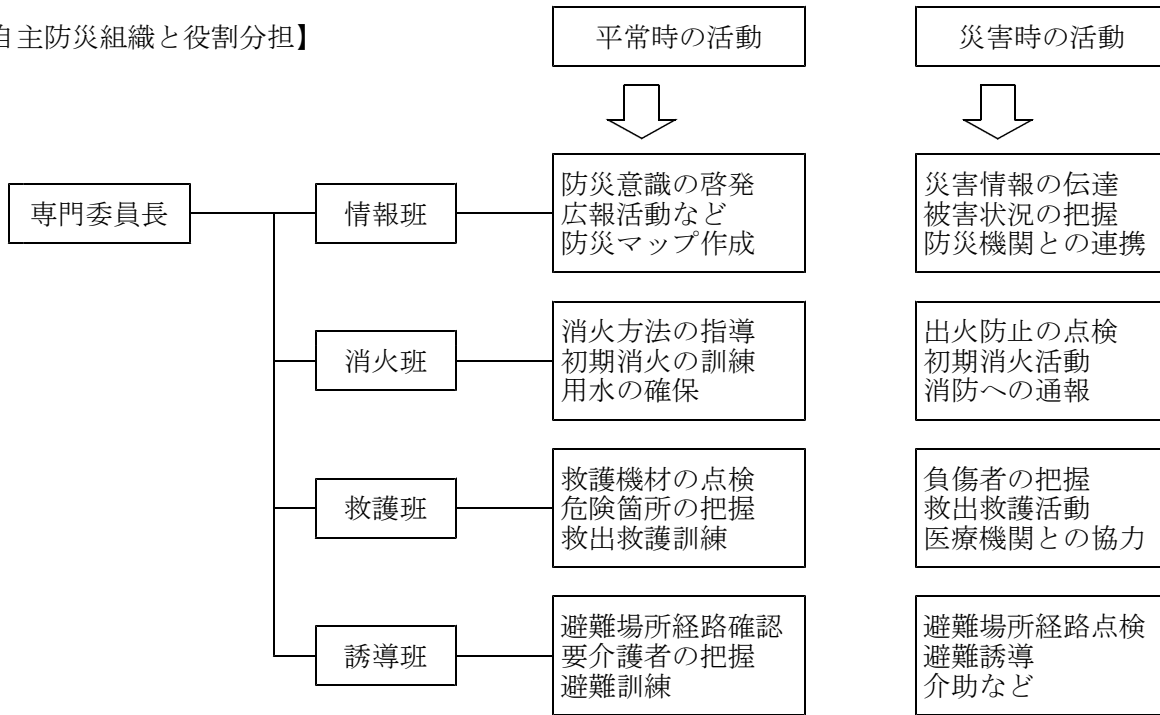 自主防災組織と役割分担】
平常時の活動
災害時の活動
専門委員長
情報班
防災意識の啓発
広報活動など
防災マップ作成
災害情報の伝達
被害状況の把握
防災機関との連携
消火班
消火方法の指導
初期消火の訓練
用水の確保
出火防止の点検
初期消火活動
消防への通報
救護班
救護機材の点検
危険箇所の把握
救出救護訓練
負傷者の把握
救出救護活動
医療機関との協力
誘導班
避難場所経路確認
要介護者の把握
避難訓練
避難場所経路点検
避難誘導
介助など